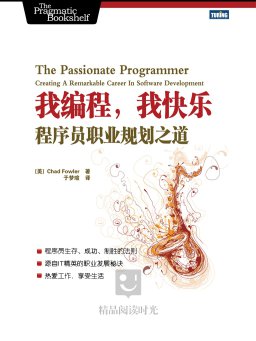 The
Pragmatic
Bookshelf
TURING
The Passionate Programmer
Creating A Remarkable Career In Software Development
我编程，我快乐
程序员职业规划之道
[美] Chad Fowler 著
于梦瑄 译
程序员生存、成功、制胜的法则
源自IT精英的职业发展秘诀
热爱工作，享受生活
精品阅读时光